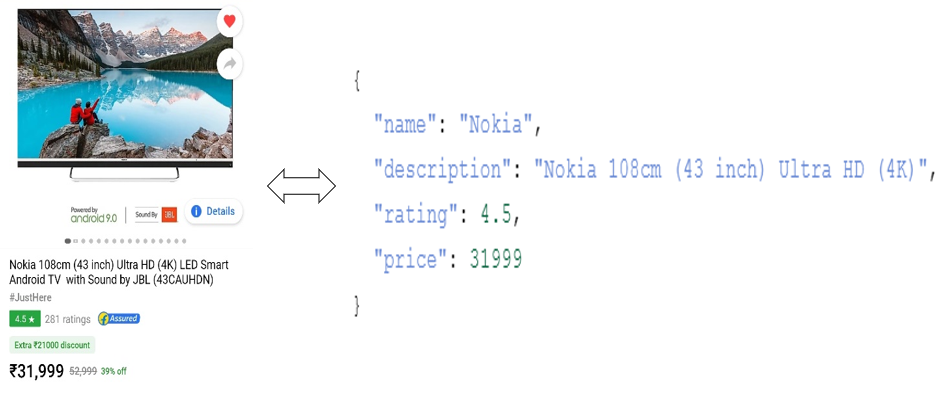 Powered by
android 9.0
Sound By JBL
i Details
Nokia 108cm (43 inch) Ultra HD (4K) LED Smart
Android TV with Sound by JBL (43CAUHDN)
#JustHere
4.5 ★ 281 ratings f Assured
Extra ₹21000 discount
₹31,999 52,999 39% off
{
"name": "Nokia",
"description": "Nokia 108cm (43 inch) Ultra HD (4K)",
"rating": 4.5,
"price": 31999
}